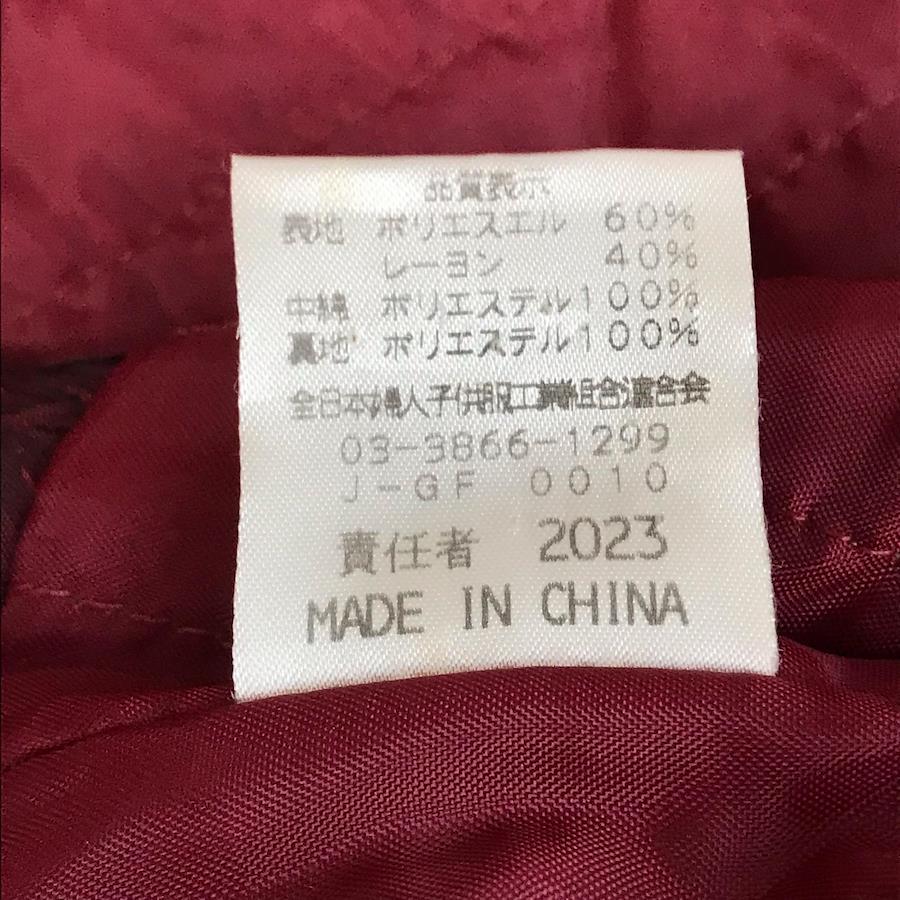 品質表示
表地 ポリエスエル 60%
レーヨン 40%
中綿 ポリエステル100%
裏地 ポリエステル100%
全日本婦人子供服工業組合連合会
03-3866-1299
J-GF 0010
責任者 2023
MADE IN CHINA